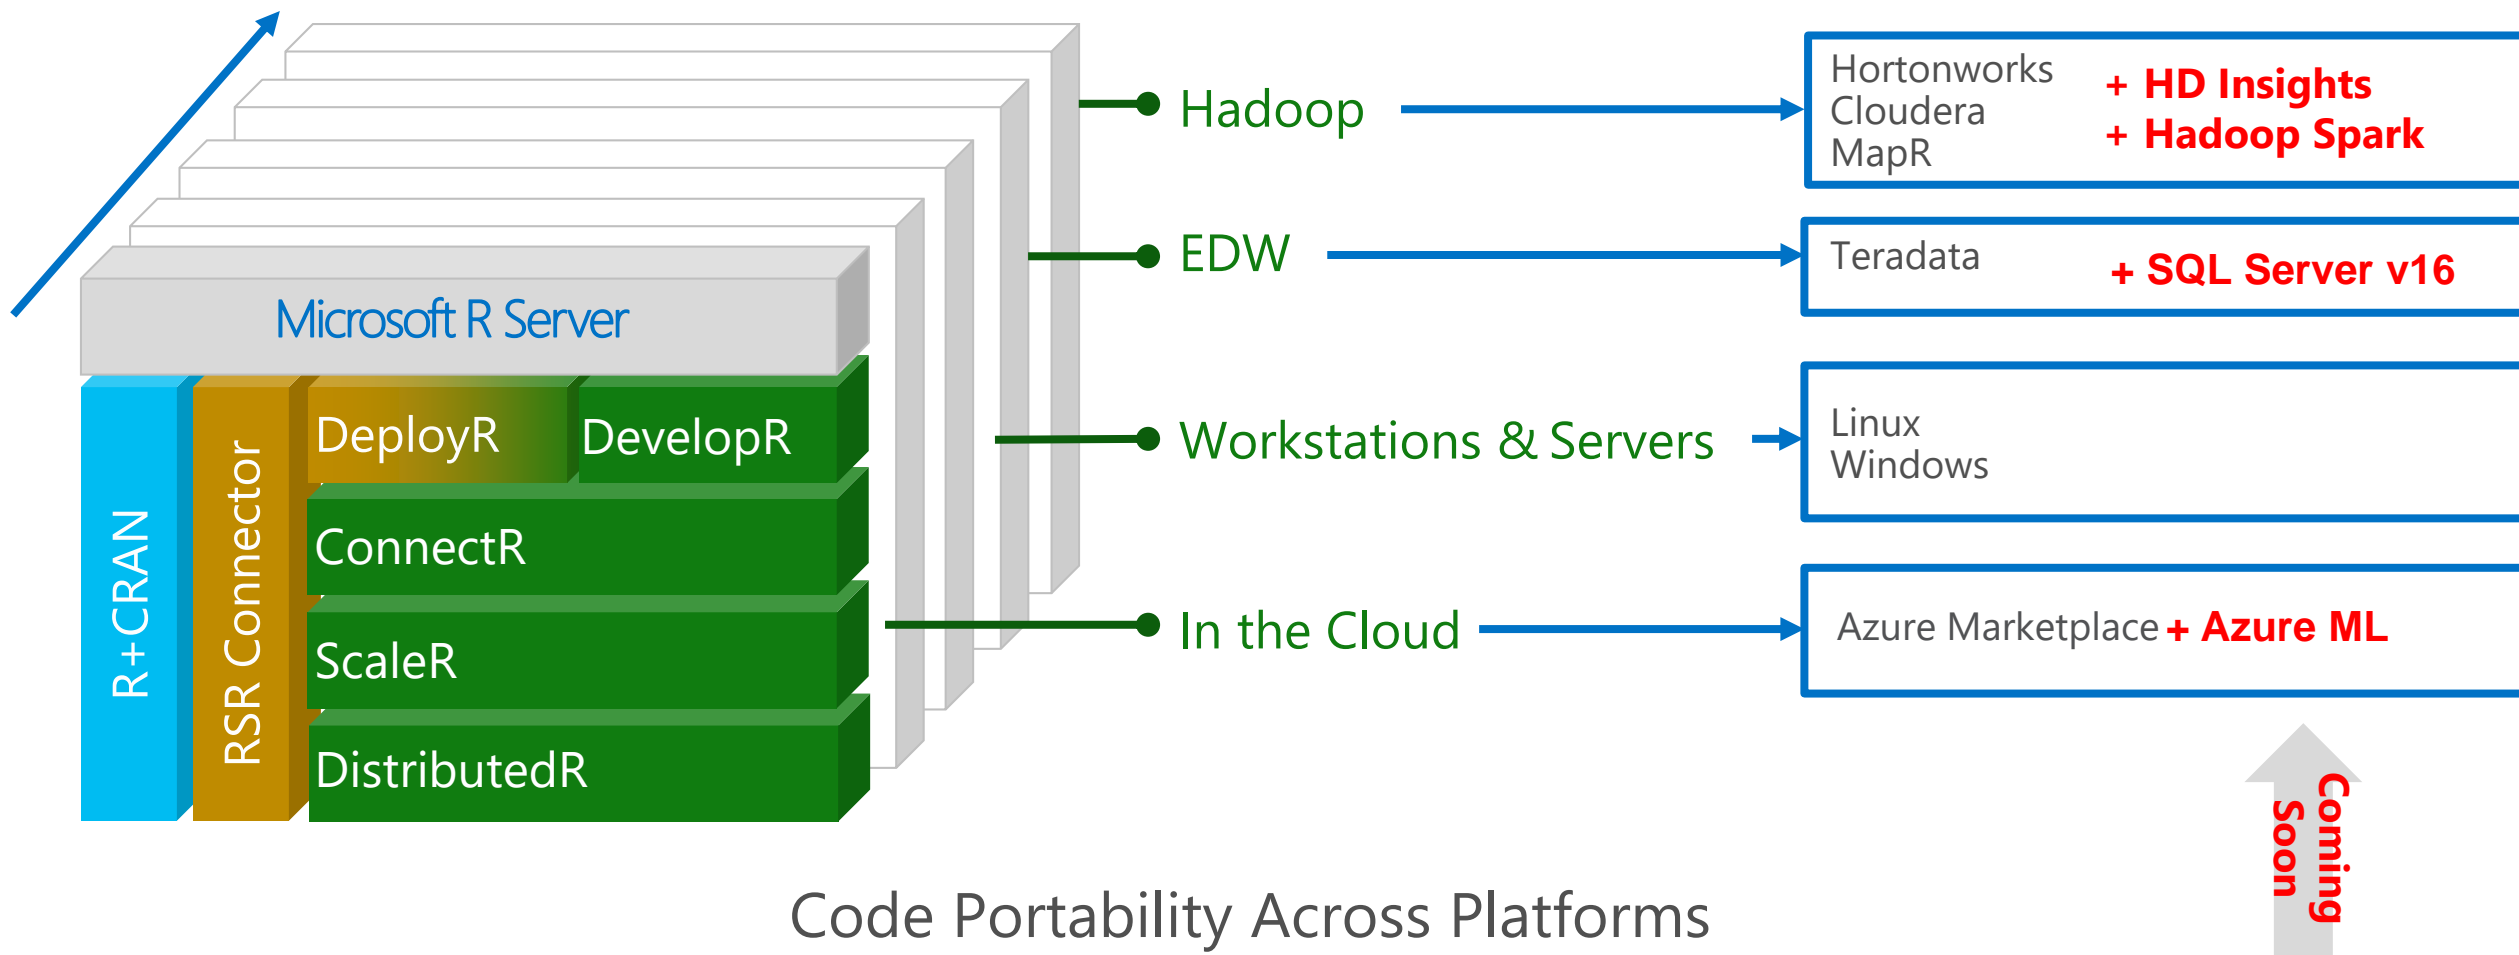 Microsoft R Server
R+CRAN
RSR Connector
DeployR
DevelopR
ConnectR
ScaleR
DistributedR
Hadoop
Hortonworks
Cloudera
MapR
+ HD Insights
+ Hadoop Spark
EDW
Teradata
+ SQL Server v16
Workstations & Servers
Linux
Windows
In the Cloud
Azure Marketplace + Azure ML
Coming
Soon
Code Portability Across Platforms